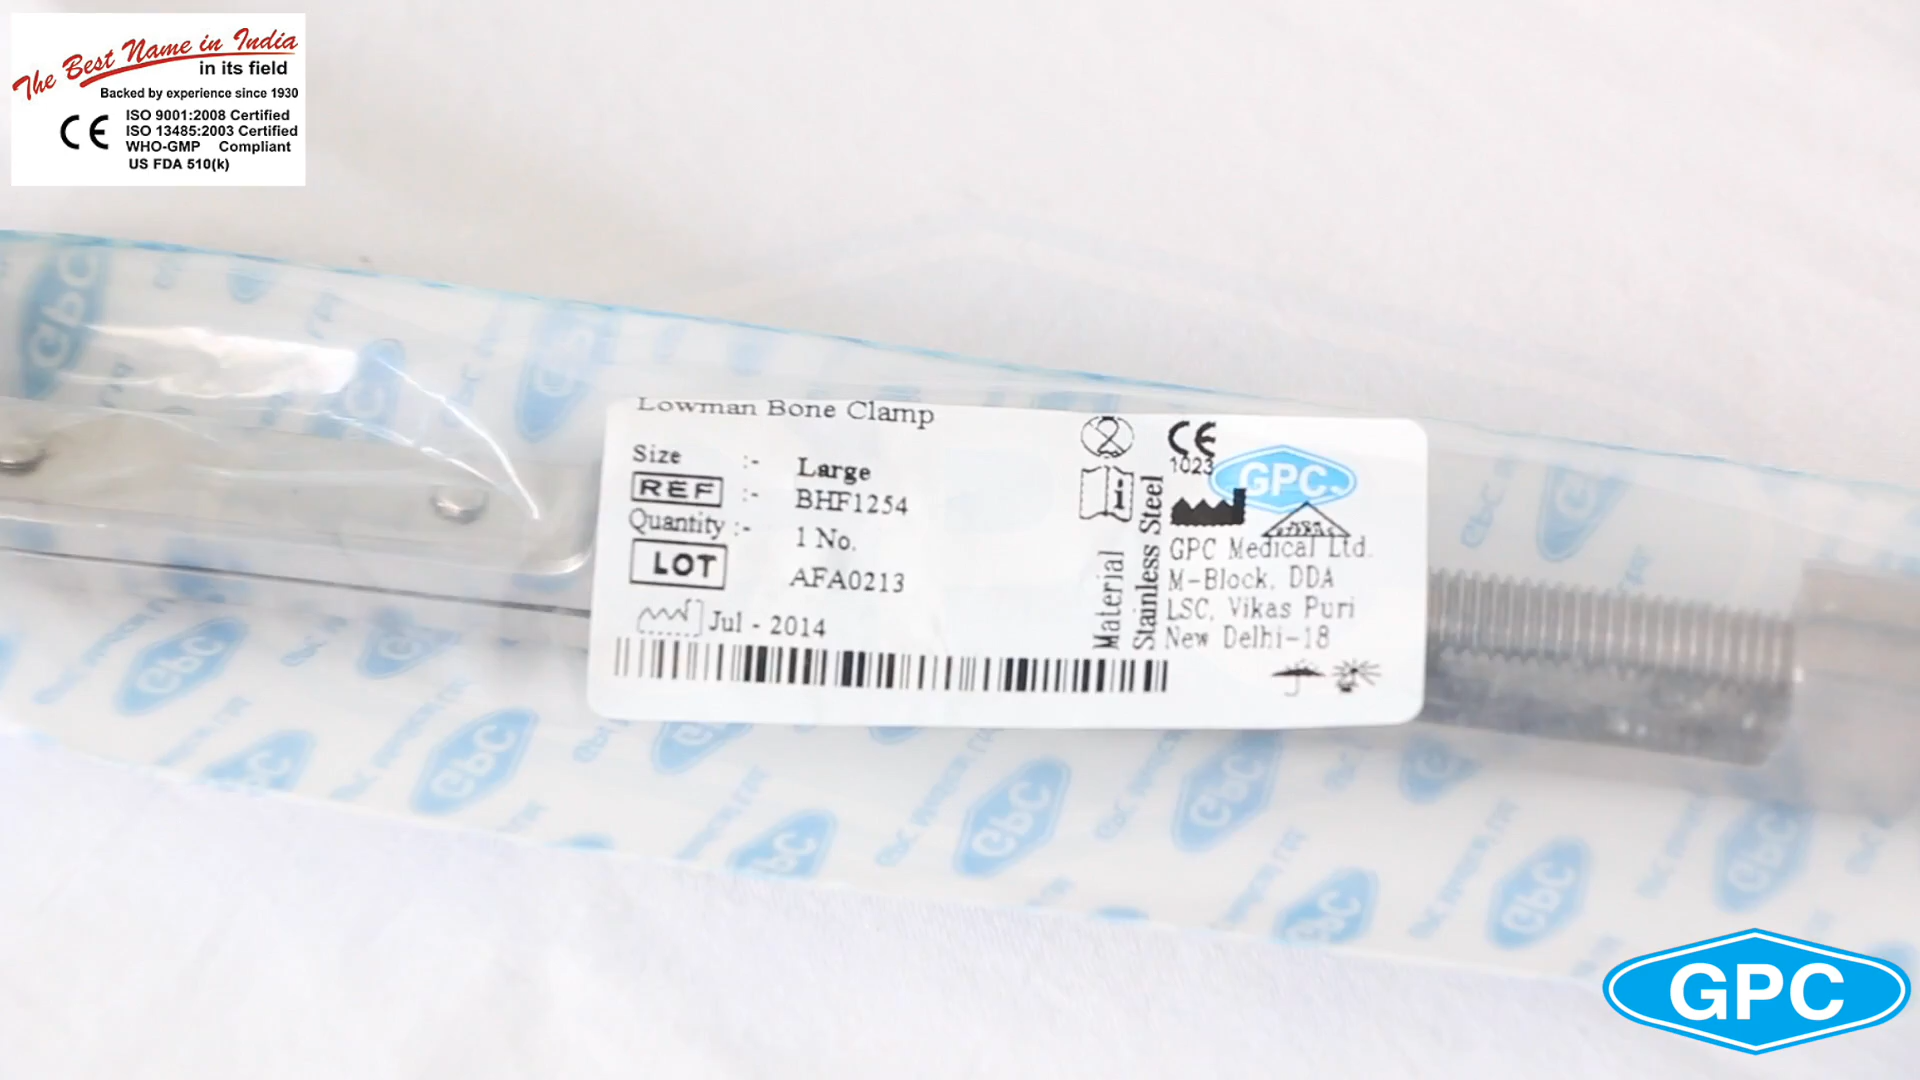 The Best Name in India
in its field
Backed by experience since 1930
CE ISO 9001:2008 Certified
ISO 13485:2003 Certified
WHO-GMP Compliant
US FDA 510(k)
Lowman Bone Clamp
Size :- Large
REF :- BHF1254
Quantity :- 1 No.
LOT AFA0213
Jul - 2014
Material
Stainless Steel
CE
1023
GPC
GPC Medical Ltd.
M-Block, DDA
LSC, Vikas Puri
New Delhi-18
GPC